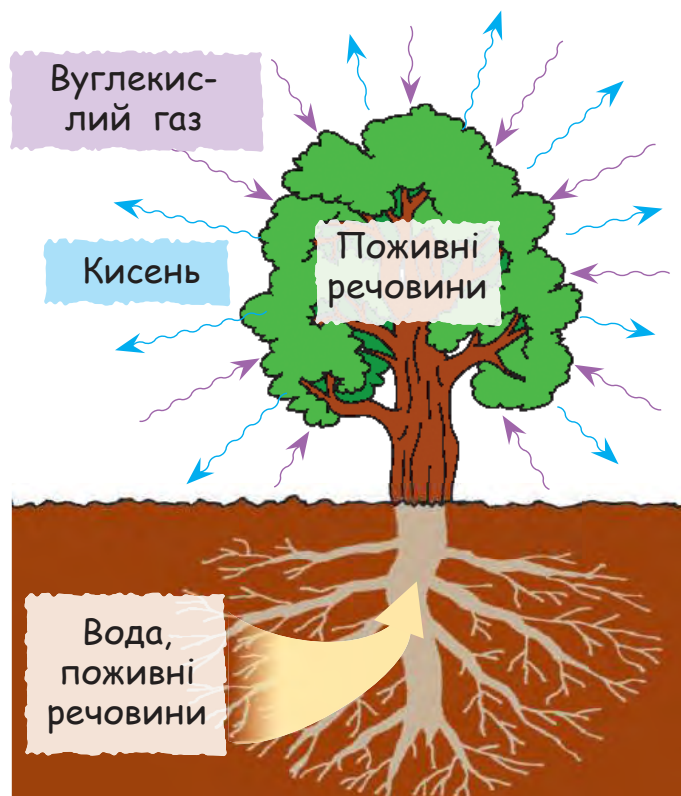 Вуглекис-
лий газ
Кисень
Поживні
речовини
Вода,
поживні
речовини